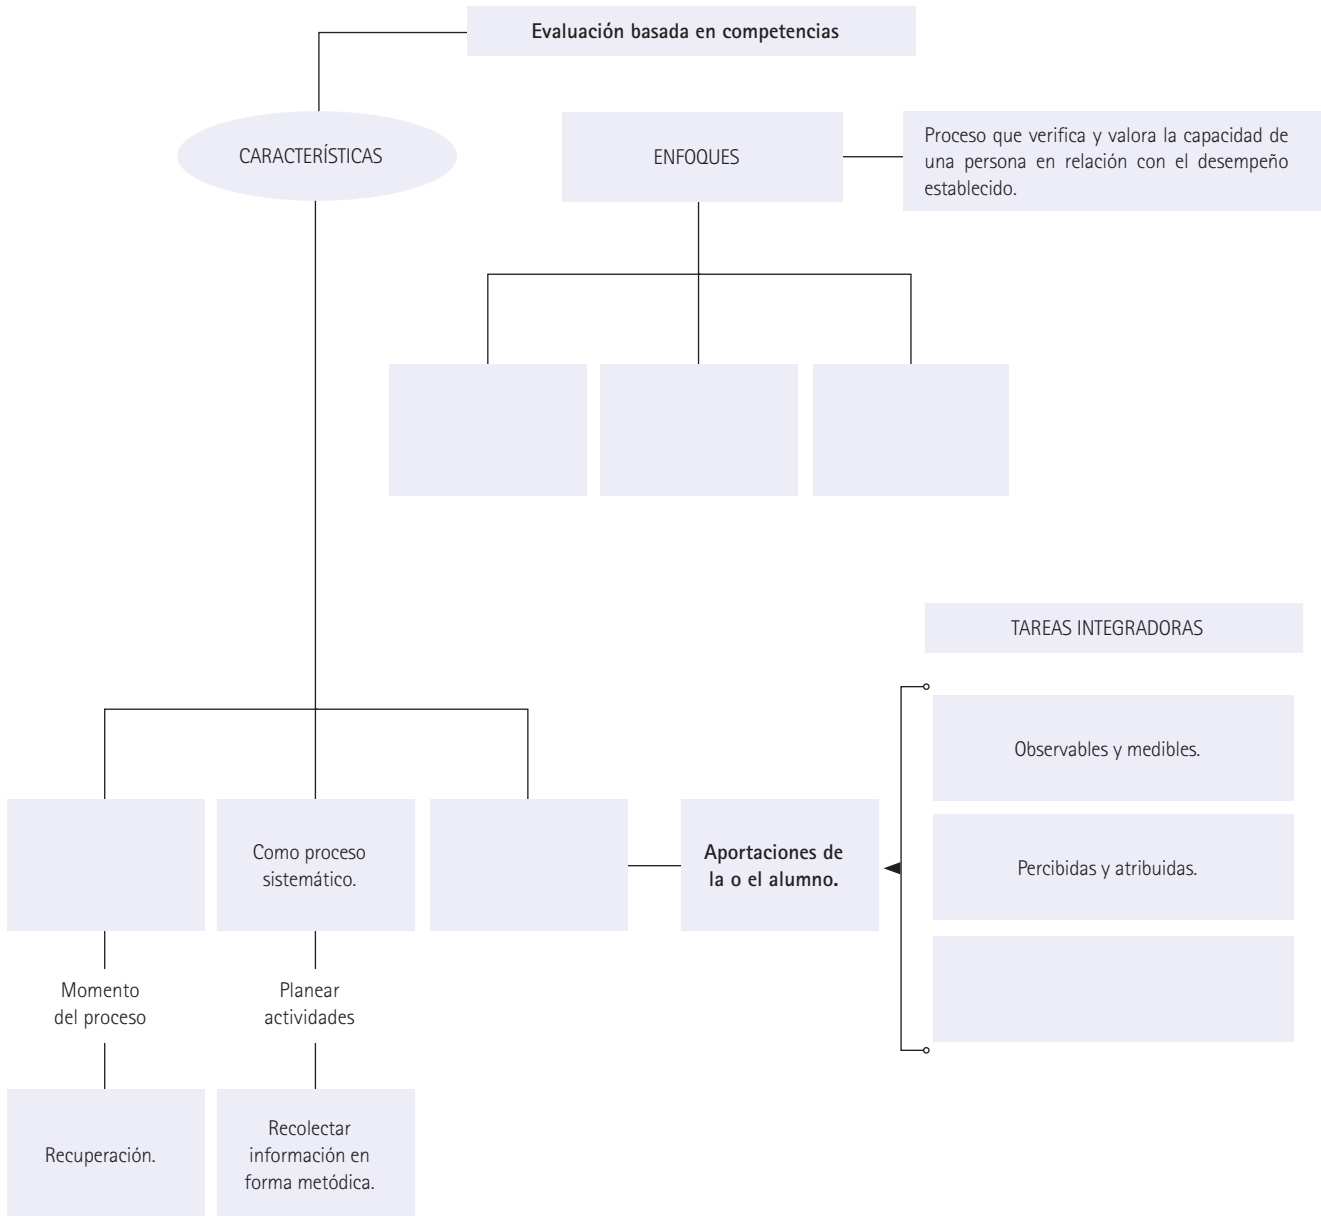 Evaluación basada en competencias
CARACTERÍSTICAS
ENFOQUES
Proceso que verifica y valora la capacidad de
una persona en relación con el desempeño
establecido.
TAREAS INTEGRADORAS
Observables y medibles.
Como proceso
sistemático.
Aportaciones de
la o el alumno.
Percibidas y atribuidas.
Momento
del proceso
Planear
actividades
Recuperación.
Recolectar
información en
forma metódica.